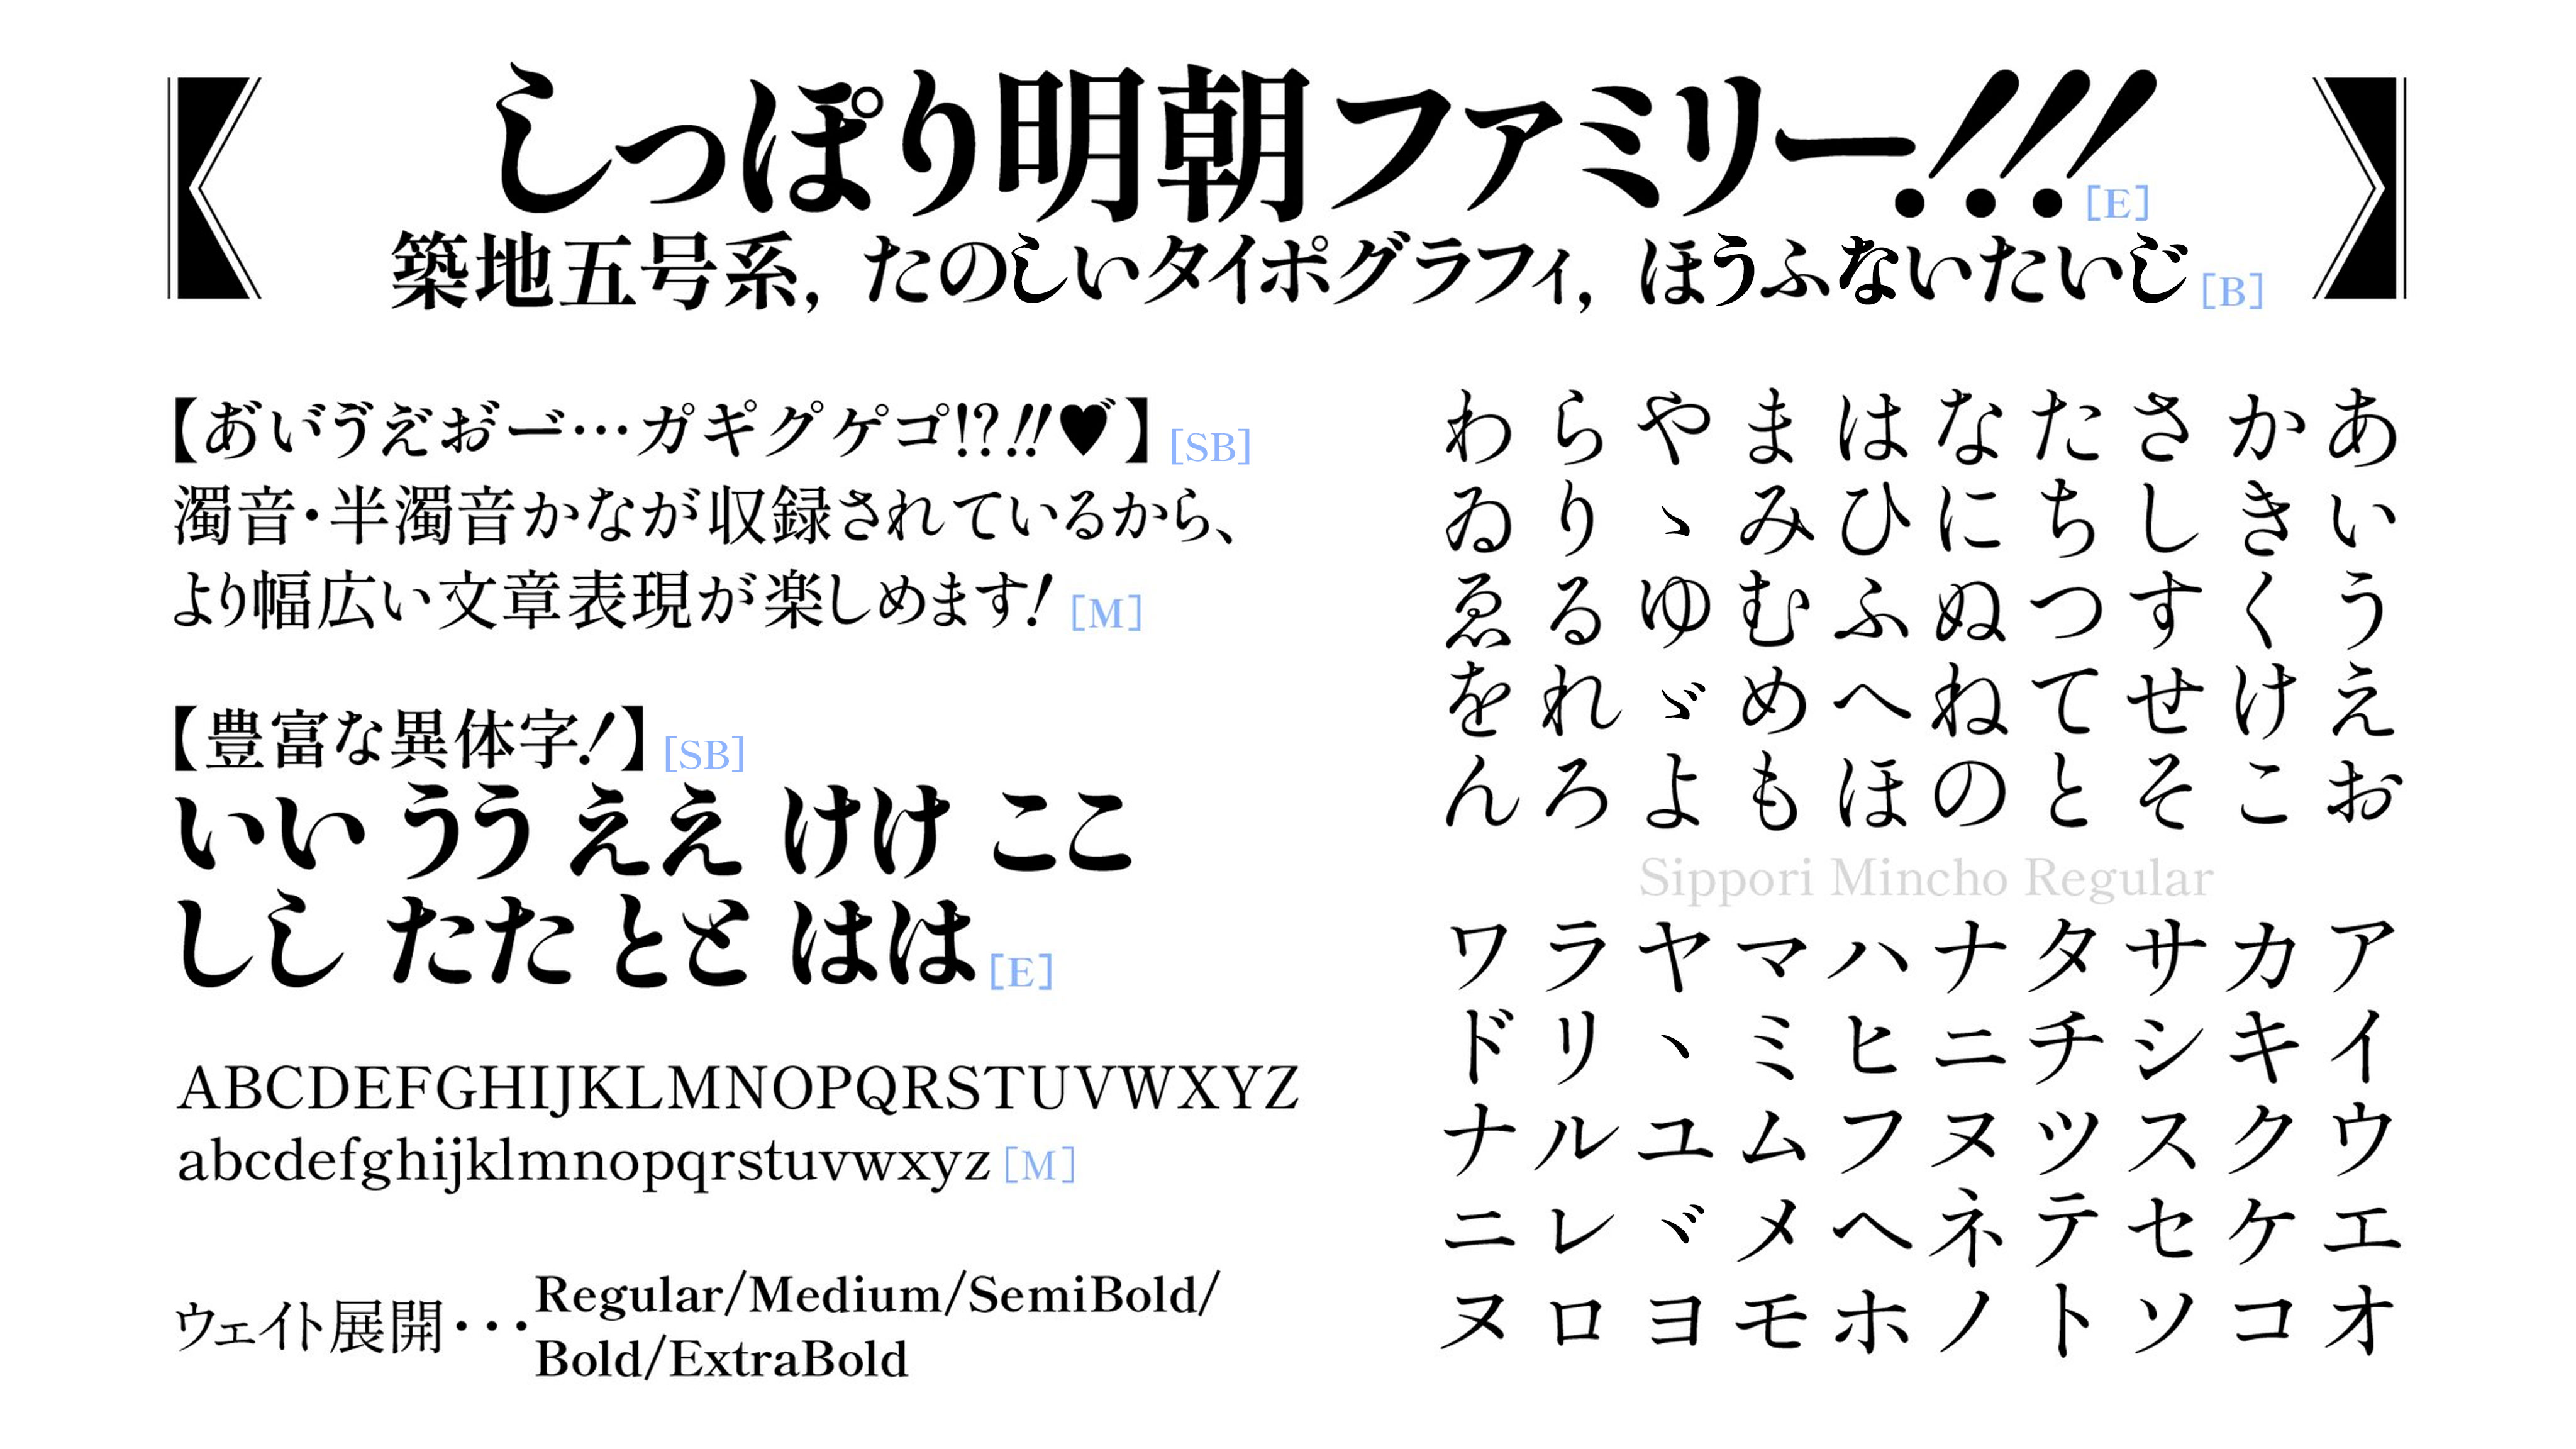 しっぽり明朝ファミリー!!! [E]
築地五号系, たのしいタイポグラフィ, ほうふないたいじ [B]
【あ゙い゙ゔえ゙お゙ー゙…カ゚キ゚ク゚ケ゚コ゚!?!!♥゙】[SB]
濁音・半濁音かなが収録されているから、
より幅広い文章表現が楽しめます! [M]
【豊富な異体字!】[SB]
いい うう ええ けけ ここ
しし たた とと はは [E]
ABCDEFGHIJKLMNOPQRSTUVWXYZ
abcdefghijklmnopqrstuvwxyz [M]
ウェイト展開・・・Regular/Medium/SemiBold/
Bold/ExtraBold
あいうえお
かきくけこ
さしすせそ
たちつてと
なにぬねの
はひふへほ
まみむめも
やゝゆゞよ
らりるれろ
わゐゑをん
Sippori Mincho Regular
アイウエオ
カキクケコ
サシスセソ
タチツテト
ナニヌネノ
ハヒフヘホ
マミムメモ
ヤヽユヾヨ
ラリルレロ
ワドナニヌ